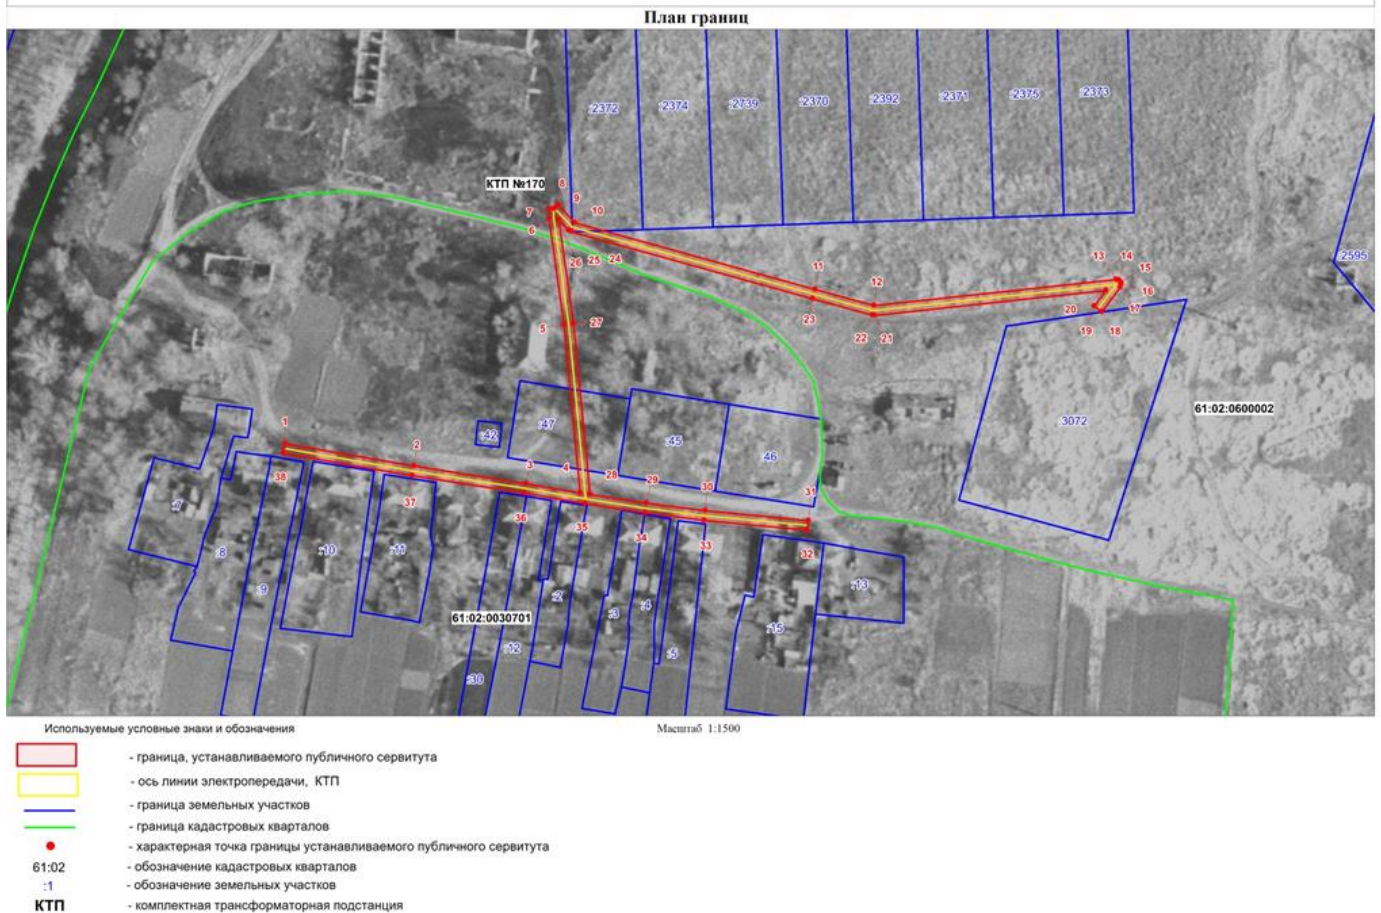 План границ
:2372 :2374 :2739 :2370 :2392 :2371 :2375 :2373
КТП №170
8
7 9 10
6
26 25 24
11 12
13 14 15
16
17
20 19 18
23
22 21
5 27
2595
:3072
61:02:0600002
:47
:45
46
:42
1
2
3 4 28 29 30 31
38 37 36 35 34 33 32
:7
:8
:9
:10
:11
:2
:3
:4
:5
:13
:15
61:02:0030701
:12
:30
Используемые условные знаки и обозначения
Масштаб 1:1500
- граница, устанавливаемого публичного сервитута
- ось линии электропередачи, КТП
- граница земельных участков
- граница кадастровых кварталов
- характерная точка границы устанавливаемого публичного сервитута
61:02 - обозначение кадастровых кварталов
:1 - обозначение земельных участков
КТП - комплектная трансформаторная подстанция